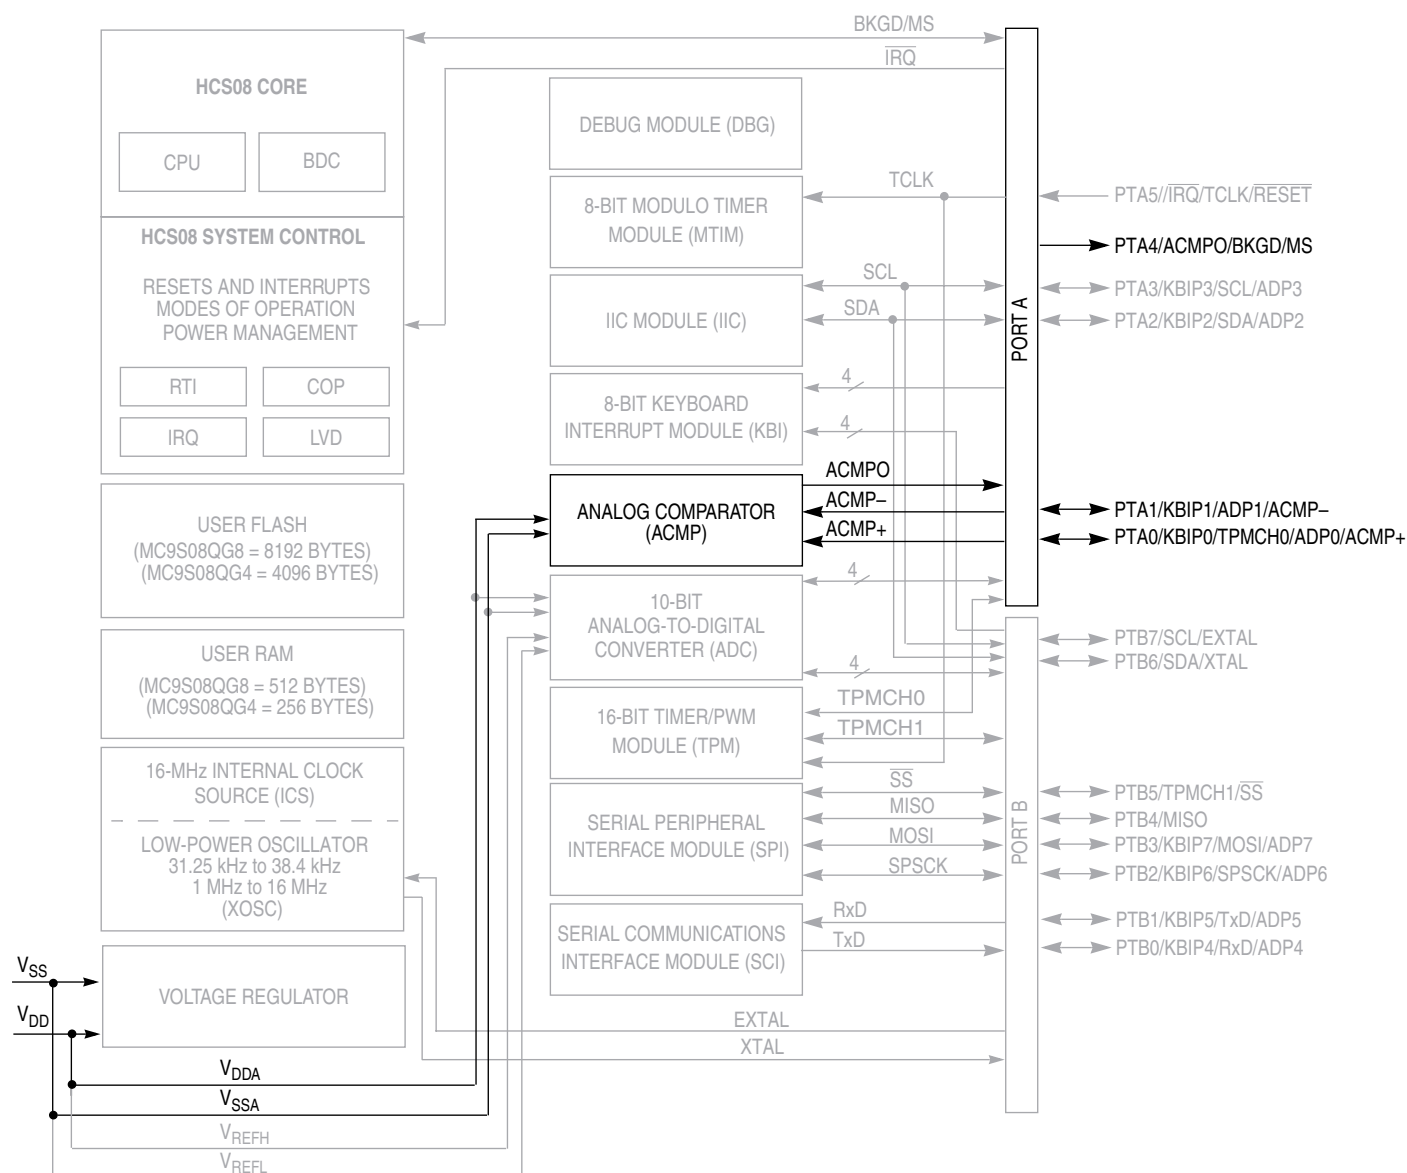 BKGD/MS
IRQ
HCS08 CORE
CPU
BDC
HCS08 SYSTEM CONTROL
RESETS AND INTERRUPTS
MODES OF OPERATION
POWER MANAGEMENT
RTI
COP
IRQ
LVD
USER FLASH
(MC9S08QG8 = 8192 BYTES)
(MC9S08QG4 = 4096 BYTES)
USER RAM
(MC9S08QG8 = 512 BYTES)
(MC9S08QG4 = 256 BYTES)
16-MHz INTERNAL CLOCK
SOURCE (ICS)
LOW-POWER OSCILLATOR
31.25 kHz to 38.4 kHz
1 MHz to 16 MHz
(XOSC)
VSS
VDD
VOLTAGE REGULATOR
VDDA
VSSA
VREFH
VREFL
DEBUG MODULE (DBG)
8-BIT MODULO TIMER
MODULE (MTIM)
TCLK
IIC MODULE (IIC)
SCL
SDA
8-BIT KEYBOARD
INTERRUPT MODULE (KBI)
4
4
ANALOG COMPARATOR
(ACMP)
ACMPO
ACMP–
ACMP+
10-BIT
ANALOG-TO-DIGITAL
CONVERTER (ADC)
4
4
16-BIT TIMER/PWM
MODULE (TPM)
TPMCH0
TPMCH1
SERIAL PERIPHERAL
INTERFACE MODULE (SPI)
SS
MISO
MOSI
SPSCK
SERIAL COMMUNICATIONS
INTERFACE MODULE (SCI)
RxD
TxD
EXTAL
XTAL
PORT A
PTA5//IRQ/TCLK/RESET
PTA4/ACMPO/BKGD/MS
PTA3/KBIP3/SCL/ADP3
PTA2/KBIP2/SDA/ADP2
PTA1/KBIP1/ADP1/ACMP–
PTA0/KBIP0/TPMCH0/ADP0/ACMP+
PORT B
PTB7/SCL/EXTAL
PTB6/SDA/XTAL
PTB5/TPMCH1/SS
PTB4/MISO
PTB3/KBIP7/MOSI/ADP7
PTB2/KBIP6/SPSCK/ADP6
PTB1/KBIP5/TxD/ADP5
PTB0/KBIP4/RxD/ADP4